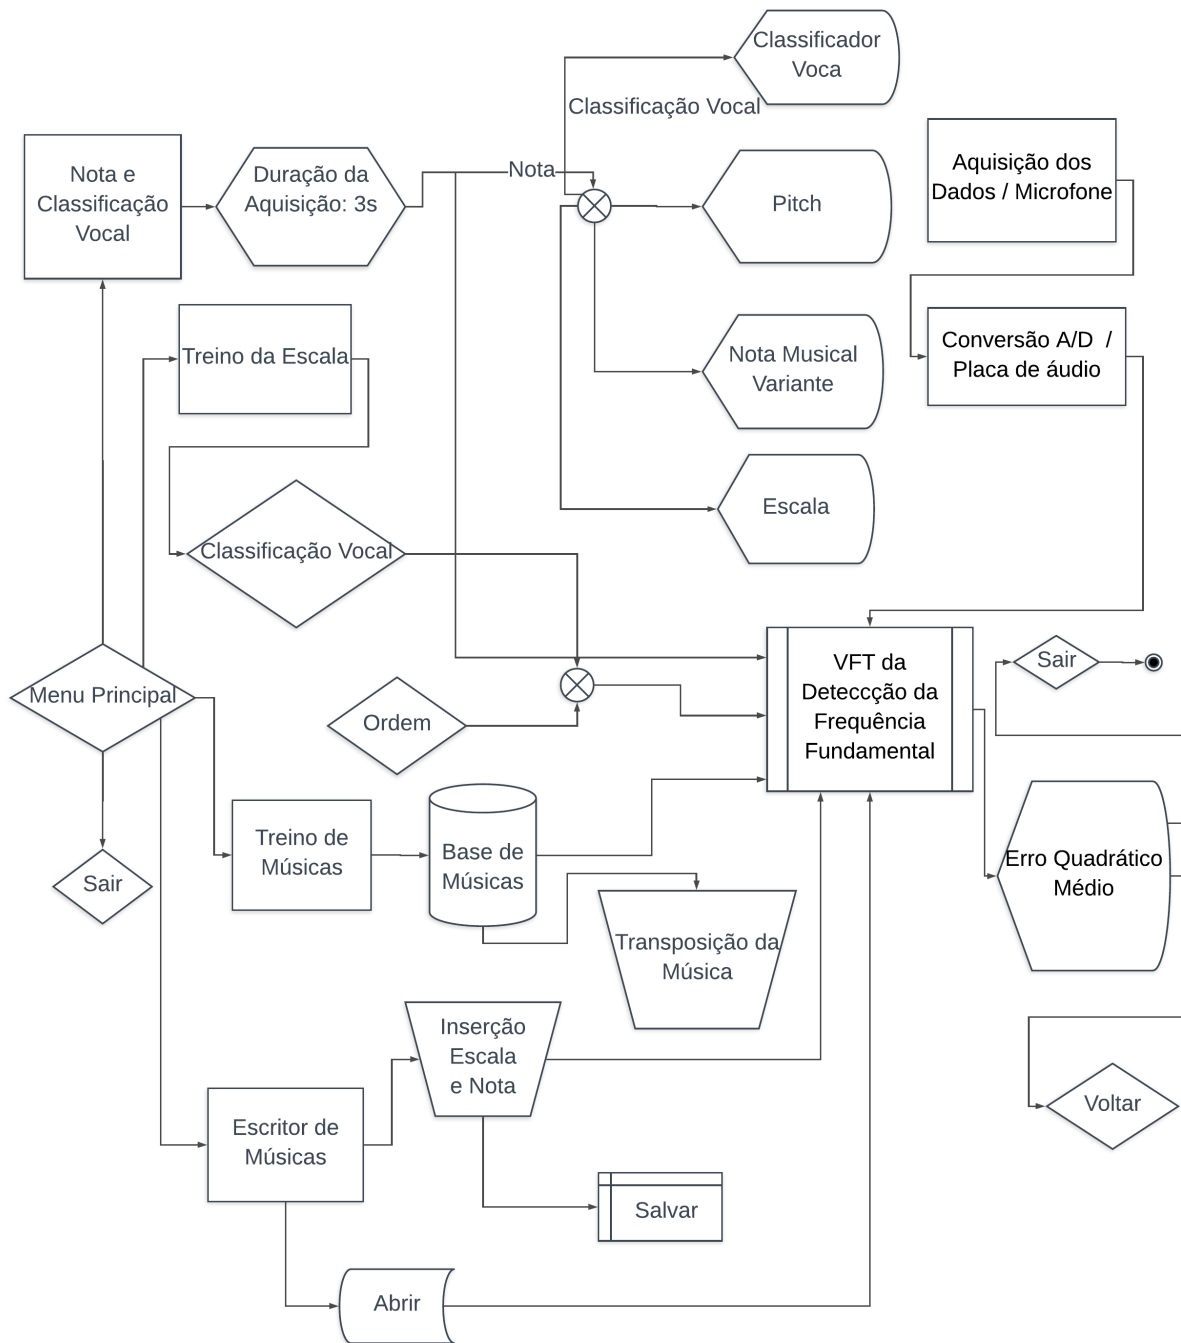 Classificador
Voca
Classificação Vocal
Nota e
Classificação
Vocal
Duração da
Aquisição: 3s
Nota
Pitch
Aquisição dos
Dados / Microfone
Treino da Escala
Nota Musical
Variante
Conversão A/D  /
Placa de áudio
Escala
Classificação Vocal
Menu Principal
Ordem
VFT da
Deteccção da
Frequência
Fundamental
Sair
Treino de
Músicas
Base de
Músicas
Sair
Erro Quadrático
Médio
Transposição da
Música
Inserção
Escala
e Nota
Escritor de
Músicas
Voltar
Salvar
Abrir